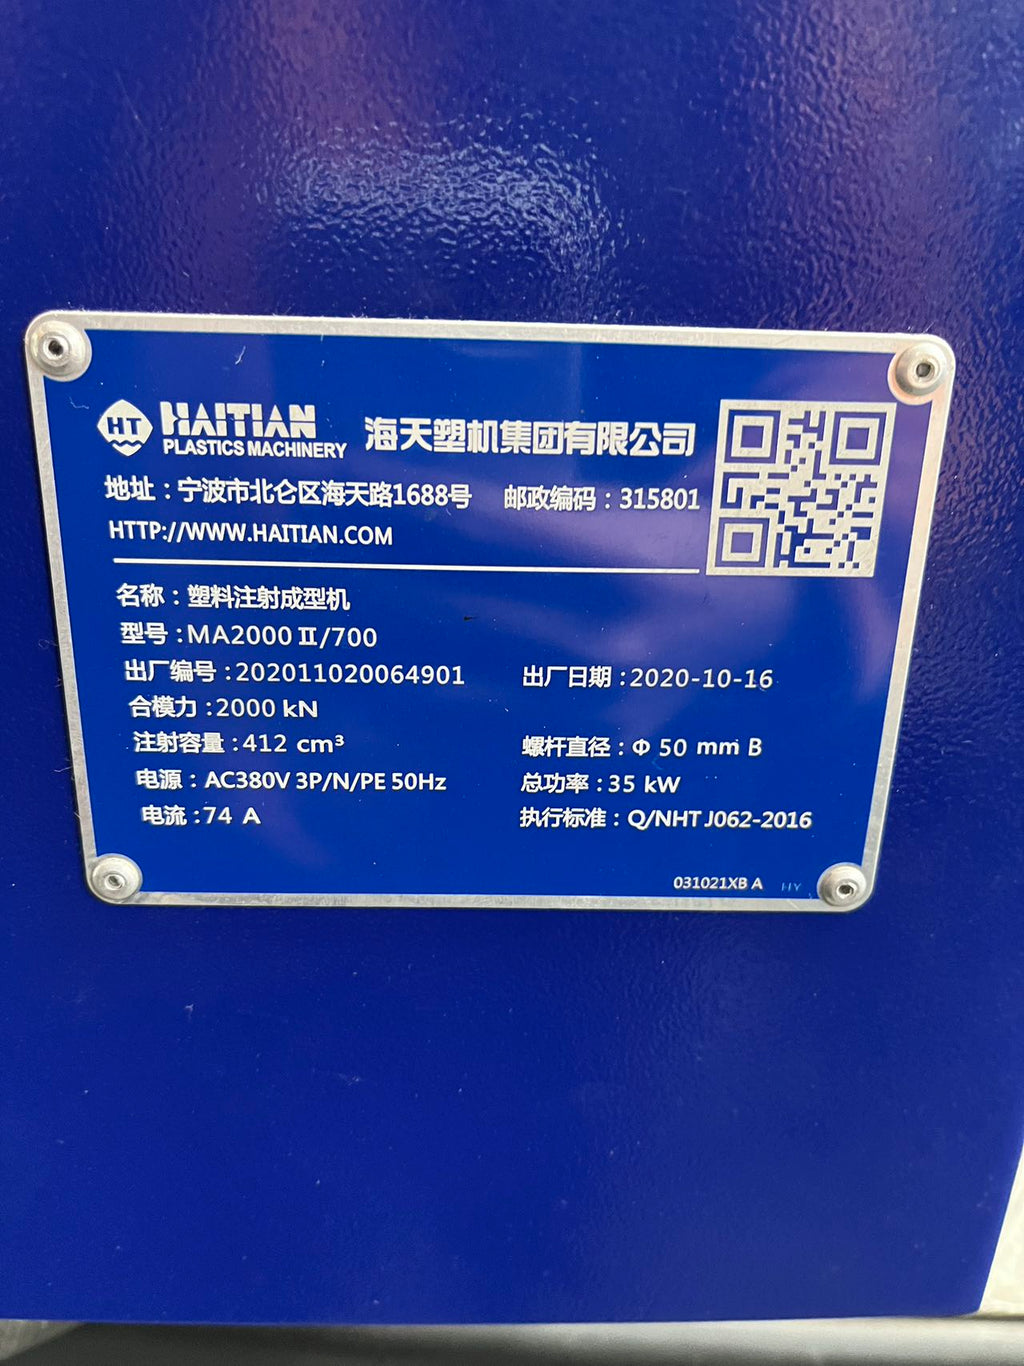 HT HAITIAN
PLASTICS MACHINERY 海天塑机集团有限公司
地址：宁波市北仑区海天路1688号 邮政编码：315801
HTTP://WWW.HAITIAN.COM
名称：塑料注射成型机
型号：MA2000Ⅱ/700
出厂编号：202011020064901 出厂日期：2020-10-16
合模力：2000 kN
注射容量：412 cm³ 螺杆直径：Φ 50 mm B
电源：AC380V 3P/N/PE 50Hz 总功率：35 kW
电流：74 A 执行标准：Q/NHT J062-2016
031021XB A HY